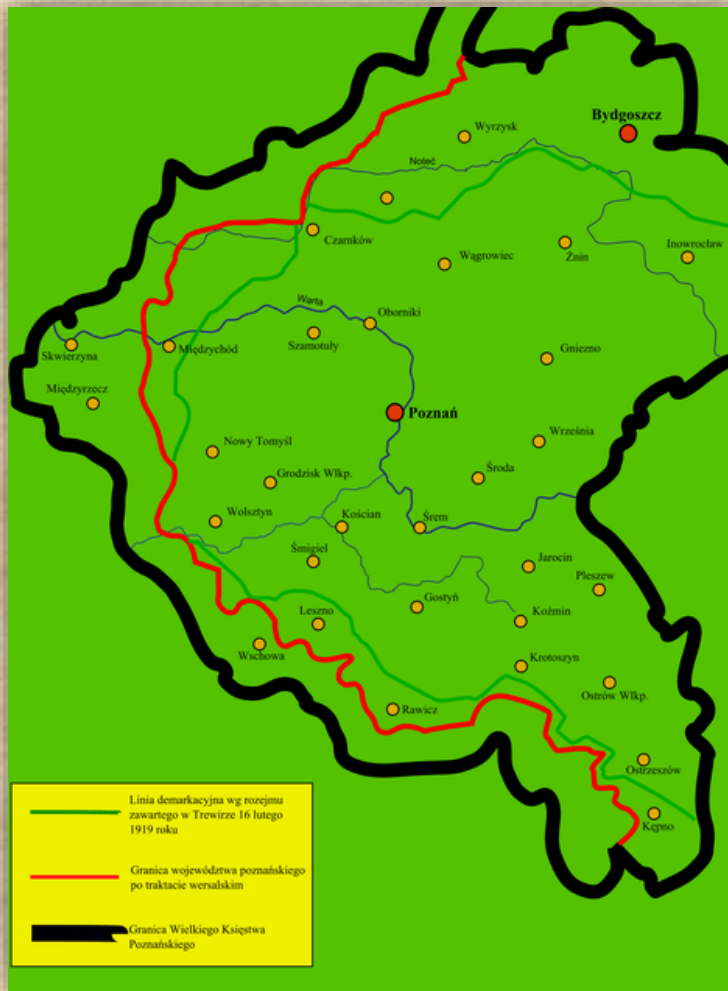 Bydgoszcz
Wyrzysk
Noteć
Czarnków
Wągrowiec
Żnin
Inowrocław
Warta
Oborniki
Szamotuły
Międzychód
Skwierzyna
Gniezno
Międzyrzecz
Poznań
Września
Nowy Tomyśl
Środa
Grodzisk Wlkp.
Wolsztyn
Kościan
Śrem
Śmigiel
Jarocin
Pleszew
Gostyń
Leszno
Koźmin
Wschowa
Krotoszyn
Ostrów Wlkp.
Rawicz
Ostrzeszów
Kępno
Linia demarkacyjna wg rozejmu
zawartego w Trewirze 16 lutego
1919 roku
Granica województwa poznańskiego
po traktacie wersalskim
Granica Wielkiego Księstwa
Poznańskiego